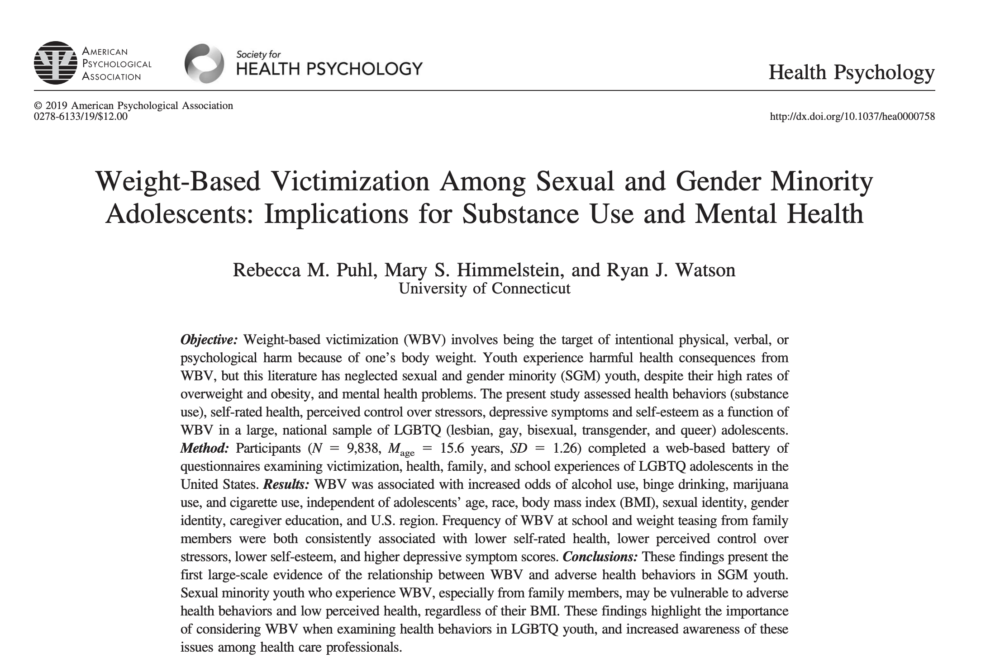 AMERICAN
PSYCHOLOGICAL
ASSOCIATION
Society for
HEALTH PSYCHOLOGY
Health Psychology
© 2019 American Psychological Association
0278-6133/19/$12.00
http://dx.doi.org/10.1037/hea0000758
Weight-Based Victimization Among Sexual and Gender Minority
Adolescents: Implications for Substance Use and Mental Health
Rebecca M. Puhl, Mary S. Himmelstein, and Ryan J. Watson
University of Connecticut
Objective: Weight-based victimization (WBV) involves being the target of intentional physical, verbal, or
psychological harm because of one’s body weight. Youth experience harmful health consequences from
WBV, but this literature has neglected sexual and gender minority (SGM) youth, despite their high rates of
overweight and obesity, and mental health problems. The present study assessed health behaviors (substance
use), self-rated health, perceived control over stressors, depressive symptoms and self-esteem as a function of
WBV in a large, national sample of LGBTQ (lesbian, gay, bisexual, transgender, and queer) adolescents.
Method: Participants (N = 9,838, Mage = 15.6 years, SD = 1.26) completed a web-based battery of
questionnaires examining victimization, health, family, and school experiences of LGBTQ adolescents in the
United States. Results: WBV was associated with increased odds of alcohol use, binge drinking, marijuana
use, and cigarette use, independent of adolescents’ age, race, body mass index (BMI), sexual identity, gender
identity, caregiver education, and U.S. region. Frequency of WBV at school and weight teasing from family
members were both consistently associated with lower self-rated health, lower perceived control over
stressors, lower self-esteem, and higher depressive symptom scores. Conclusions: These findings present the
first large-scale evidence of the relationship between WBV and adverse health behaviors in SGM youth.
Sexual minority youth who experience WBV, especially from family members, may be vulnerable to adverse
health behaviors and low perceived health, regardless of their BMI. These findings highlight the importance
of considering WBV when examining health behaviors in LGBTQ youth, and increased awareness of these
issues among health care professionals.